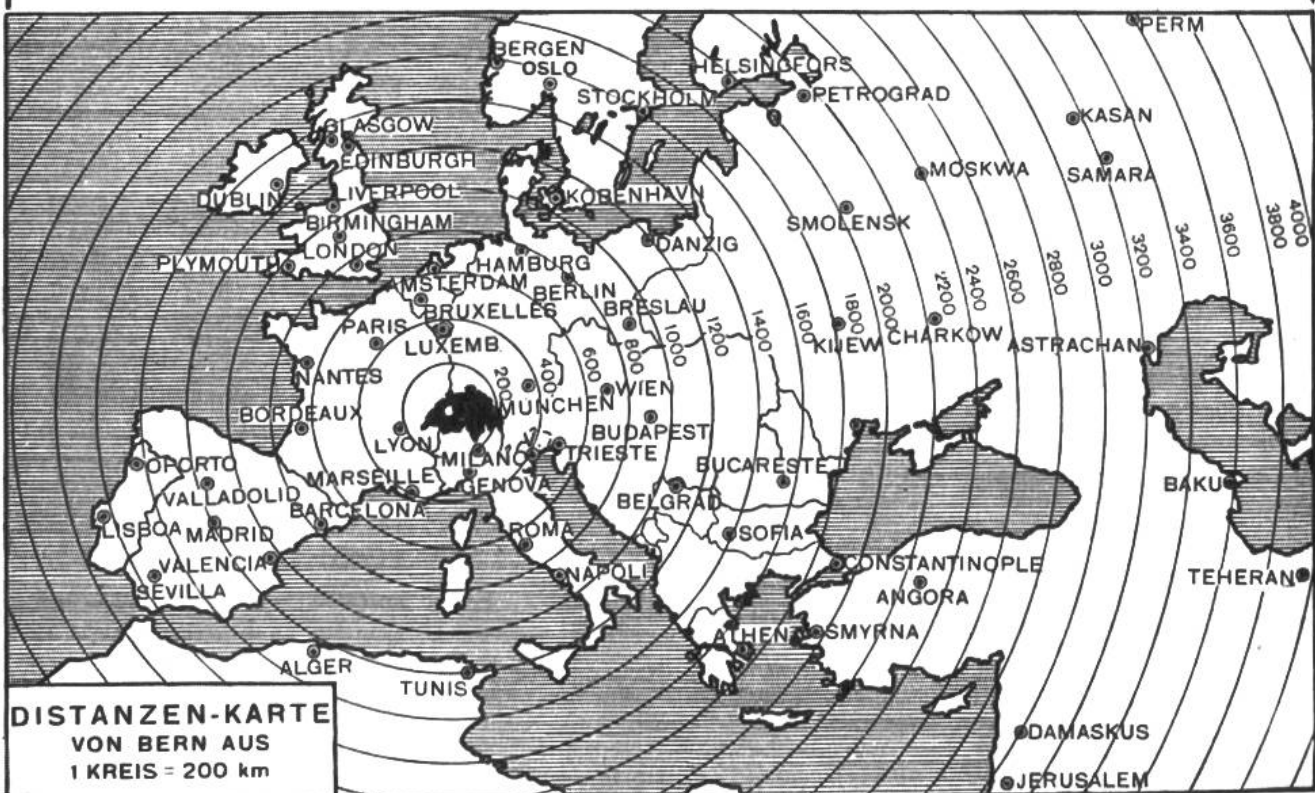 PERM
BERGEN
OSLO
HELSINGFORS
STOCKHOLM
PETROGRAD
KASAN
GLASGOW
EDINBURGH
MOSKWA
SAMARA
DUBLIN
LIVERPOOL
KOBENHAVN
SMOLENSK
BIRMINGHAM
LONDON
DANZIG
PLYMOUTH
HAMBURG
AMSTERDAM
BERLIN
BRUXELLES
BRESLAU
PARIS
LUXEMB.
KIJEW
CHARKOW
ASTRACHAN
200
400
600
800
1000
1200
1400
1600
1800
2000
2200
2400
2600
2800
3000
3200
3400
3600
3800
4000
NANTES
WIEN
MÜNCHEN
BORDEAUX
LYON
BUDAPEST
V.
TRIESTE
MILANO
OPORTO
MARSEILLE
GENOVA
BUCAREST
VALLADOLID
BELGRAD
BAKU
BARCELONA
LISBOA
MADRID
ROMA
SOFIA
VALENCIA
CONSTANTINOPLE
SEVILLA
NAPOLI
ANGORA
TEHERAN
ATHEN
SMYRNA
ALGER
TUNIS
DAMASKUS
JERUSALEM
DISTANZEN-KARTE
VON BERN AUS
1 KREIS = 200 km